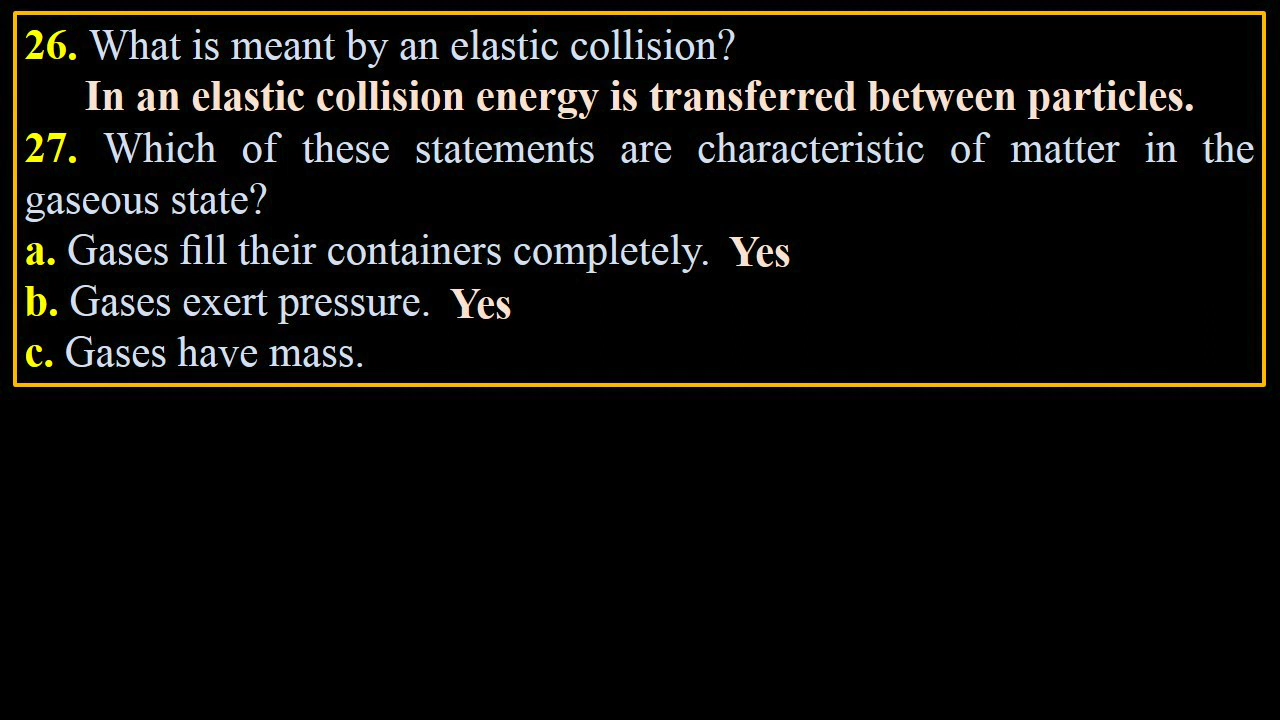 26. What is meant by an elastic collision?
In an elastic collision energy is transferred between particles.
27. Which of these statements are characteristic of matter in the
gaseous state?
a. Gases fill their containers completely. Yes
b. Gases exert pressure. Yes
c. Gases have mass.